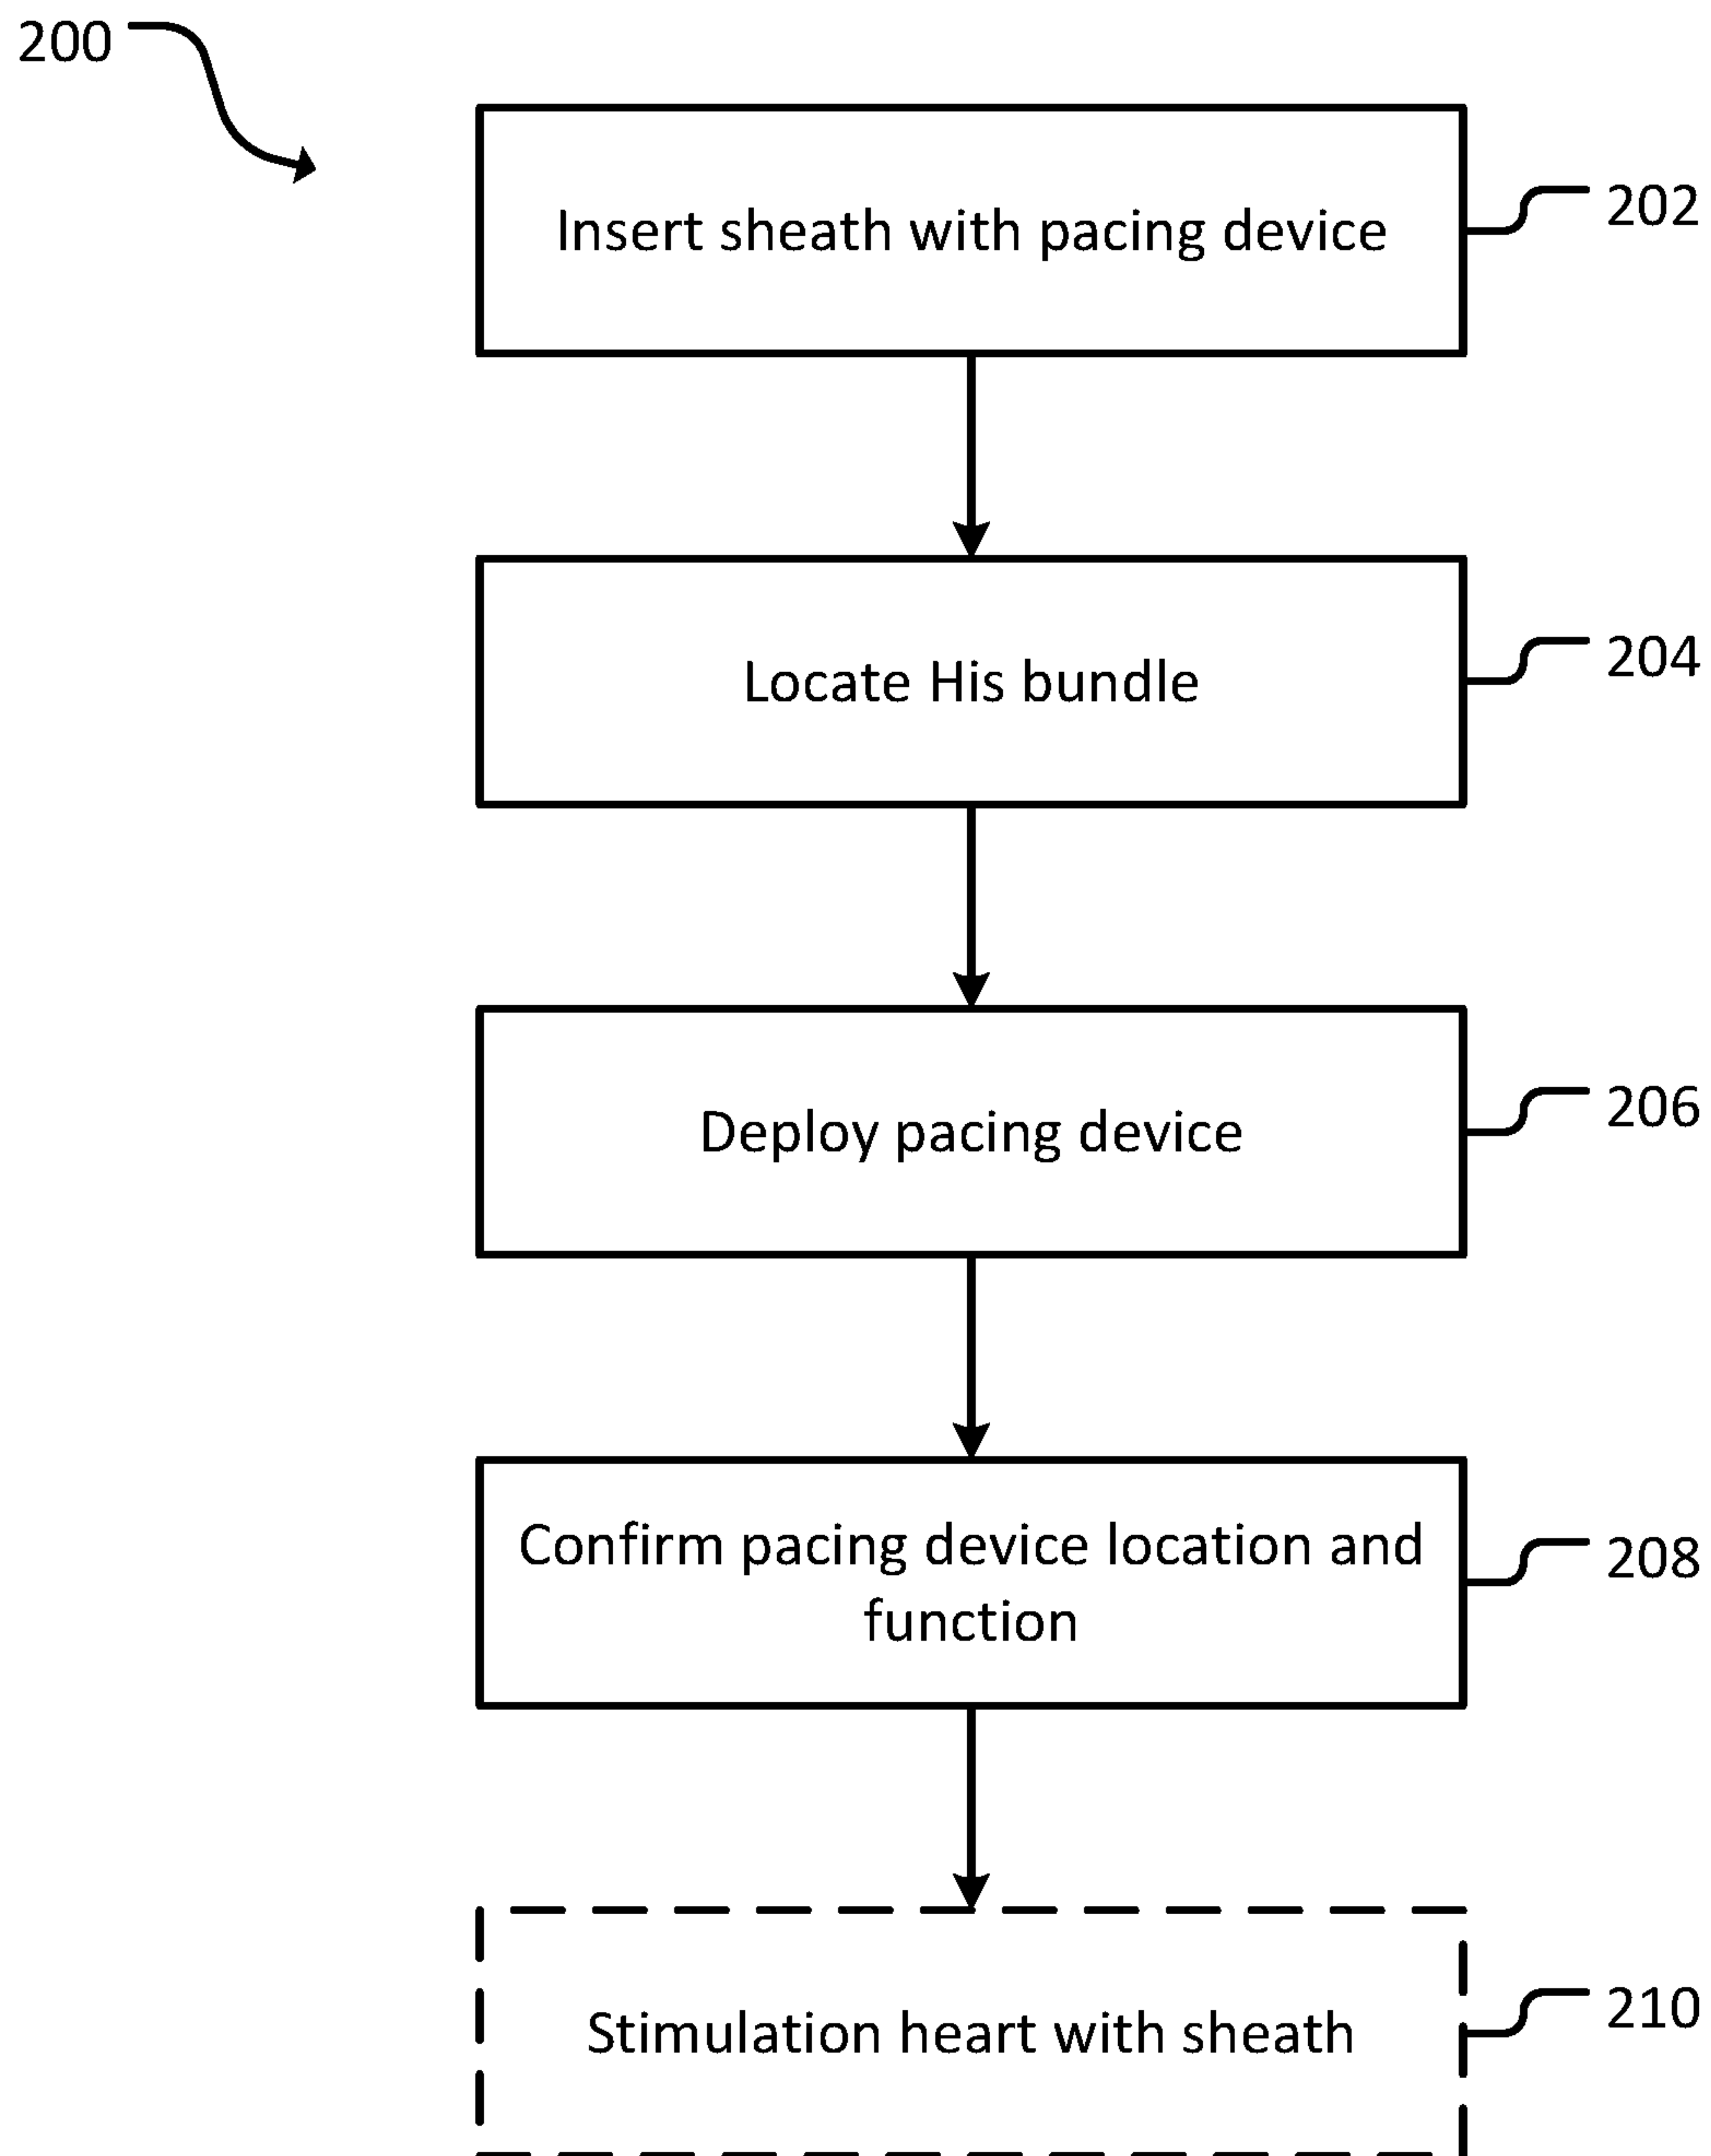 200
Insert sheath with pacing device
202
Locate His bundle
204
Deploy pacing device
206
Confirm pacing device location and
function
208
Stimulation heart with sheath
210